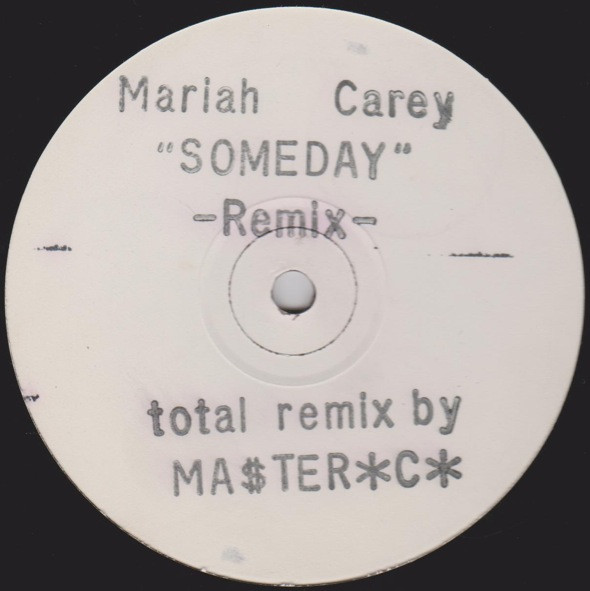 Mariah Carey
"SOMEDAY"
-Remix-
total remix by
MA$TER*C*